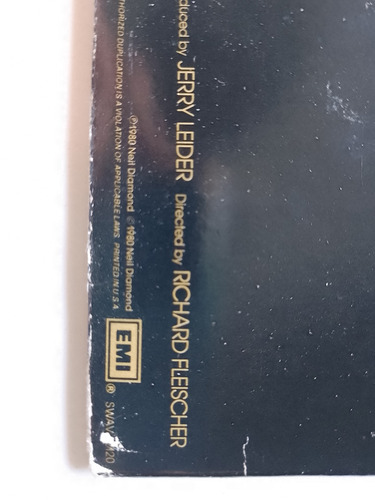 duced by JERRY LEIDER Directed by RICHARD FLEISCHER
℗1980 Neil Diamond ©1980 Neil Diamond
DUPLICATION IS A VIOLATION OF APPLICABLE LAWS PRINTED IN U.S.A.
EMI ®